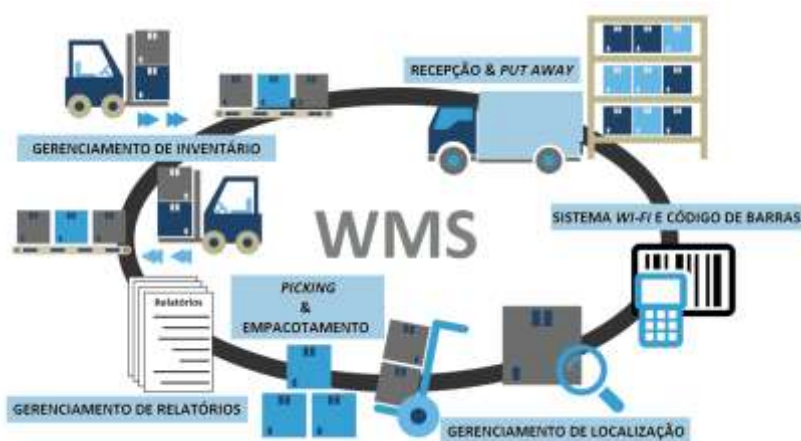 RECEPÇÃO & PUT AWAY
GERENCIAMENTO DE INVENTÁRIO
SISTEMA WI-FI E CÓDIGO DE BARRAS
WMS
PICKING
&
EMPACOTAMENTO
Relatórios
GERENCIAMENTO DE RELATÓRIOS
GERENCIAMENTO DE LOCALIZAÇÃO